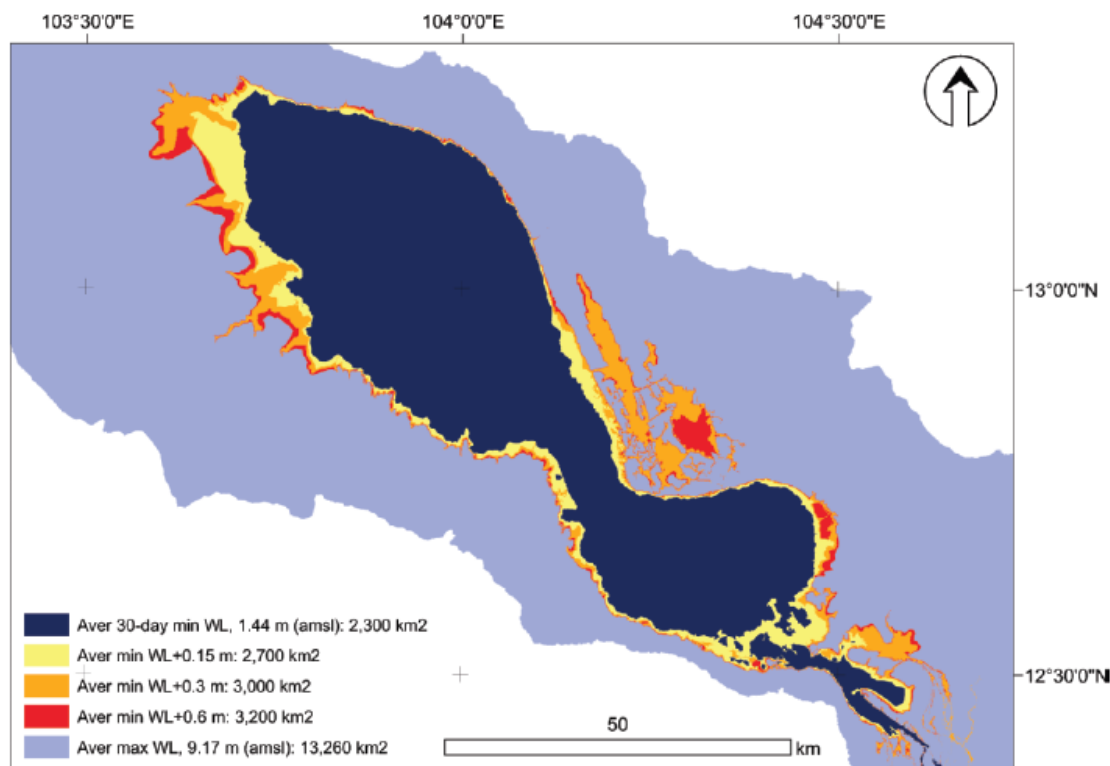 103°30'0"E 104°0'0"E 104°30'0"E
13°0'0"N
12°30'0"N
Aver 30-day min WL, 1.44 m (amsl): 2,300 km2
Aver min WL+0.15 m: 2,700 km2
Aver min WL+0.3 m: 3,000 km2
Aver min WL+0.6 m: 3,200 km2
Aver max WL, 9.17 m (amsl): 13,260 km2
50
km